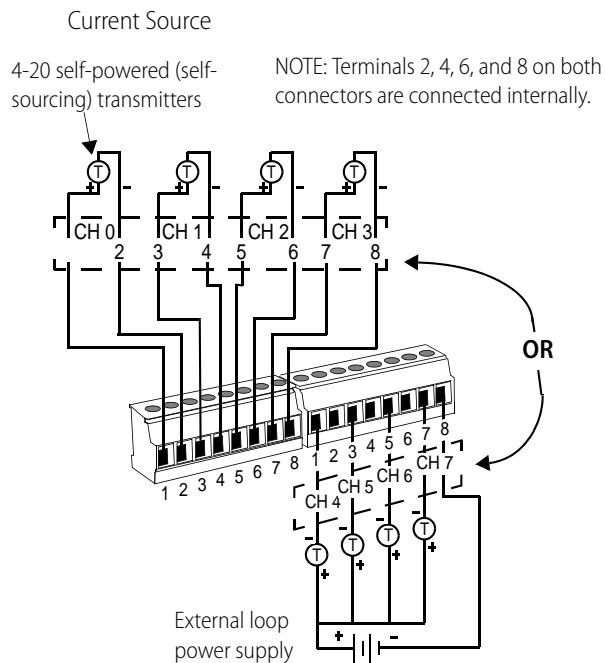 Current Source
4-20 self-powered (self-
sourcing) transmitters
NOTE: Terminals 2, 4, 6, and 8 on both
connectors are connected internally.
T T T T
+ - + - + - + -
CH 0 CH 1 CH 2 CH 3
2 3 4 5 6 7 8
OR
1 2 3 4 5 6 7 8
1 2 3 4 5 6 7 8
CH 4 CH 5 CH 6 CH 7
- - - -
T T T T
+ + + +
External loop
power supply
+ -